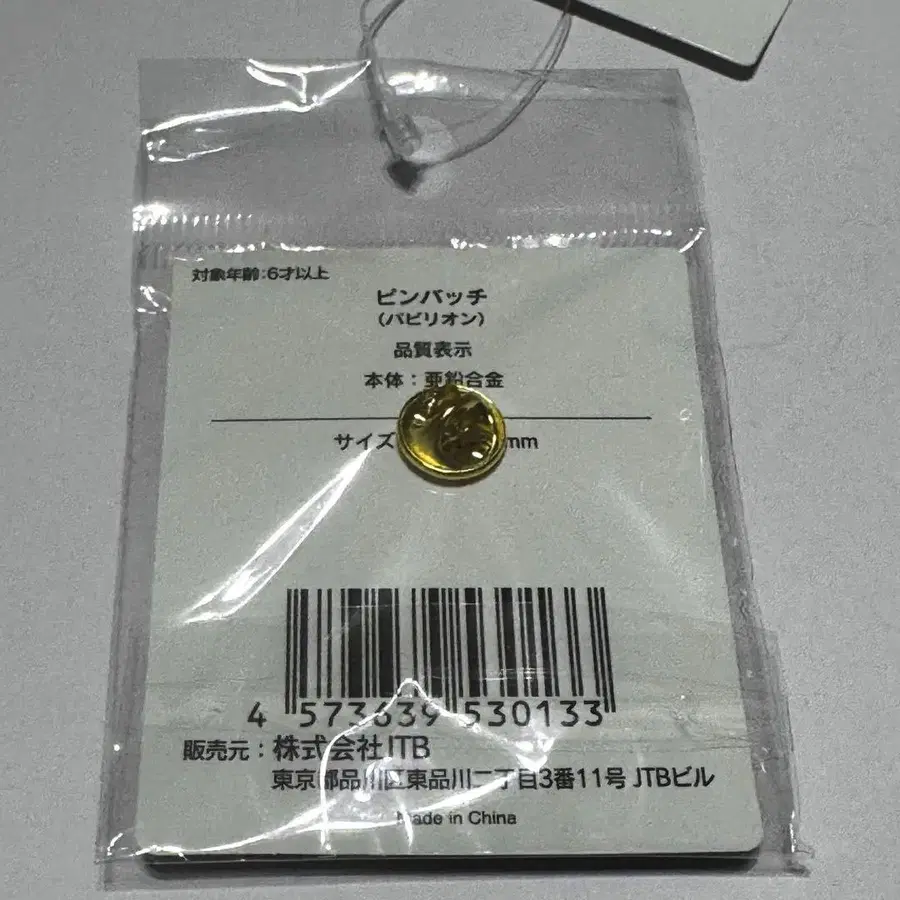 対象年齢:6才以上
ピンバッチ
(パビリオン)
品質表示
本体：亜鉛合金
サイズ mm
4 573639 530133
販売元：株式会社JTB
東京都品川区東品川二丁目3番11号 JTBビル
Made in China